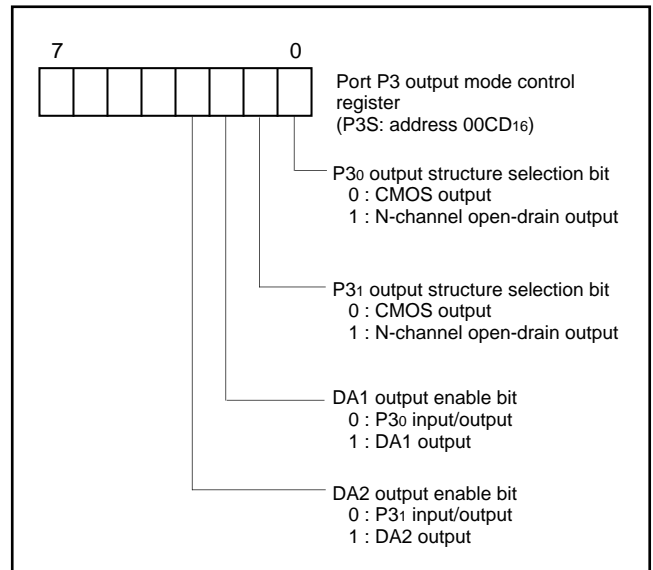 7 0
Port P3 output mode control
register
(P3S: address 00CD16)
P30 output structure selection bit
0 : CMOS output
1 : N-channel open-drain output
P31 output structure selection bit
0 : CMOS output
1 : N-channel open-drain output
DA1 output enable bit
0 : P30 input/output
1 : DA1 output
DA2 output enable bit
0 : P31 input/output
1 : DA2 output